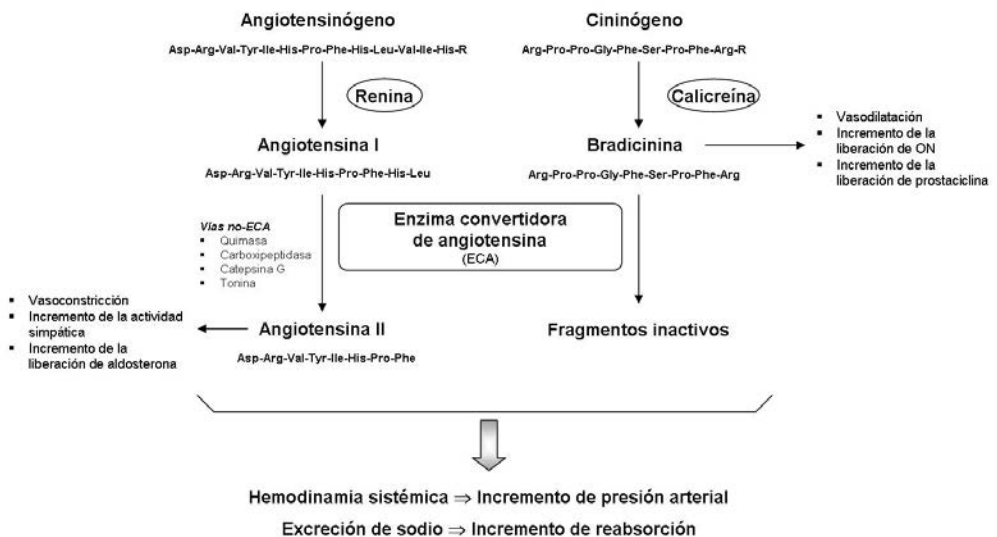 Angiotensinógeno
Asp-Arg-Val-Tyr-Ile-His-Pro-Phe-His-Leu-Val-Ile-His-R
Cininógeno
Arg-Pro-Pro-Gly-Phe-Ser-Pro-Phe-Arg-R
Renina
Calicreína
Angiotensina I
Asp-Arg-Val-Tyr-Ile-His-Pro-Phe-His-Leu
Bradicinina
Arg-Pro-Pro-Gly-Phe-Ser-Pro-Phe-Arg
▪ Vasodilatación
▪ Incremento de la
liberación de ON
▪ Incremento de la
liberación de prostaciclina
Vías no-ECA
▪ Quimasa
▪ Carboxipeptidasa
▪ Catepsina G
▪ Tonina
Enzima convertidora
de angiotensina
(ECA)
▪ Vasoconstricción
▪ Incremento de la actividad
simpática
▪ Incremento de la
liberación de aldosterona
Angiotensina II
Asp-Arg-Val-Tyr-Ile-His-Pro-Phe
Fragmentos inactivos
Hemodinamia sistémica ⇒ Incremento de presión arterial
Excreción de sodio ⇒ Incremento de reabsorción